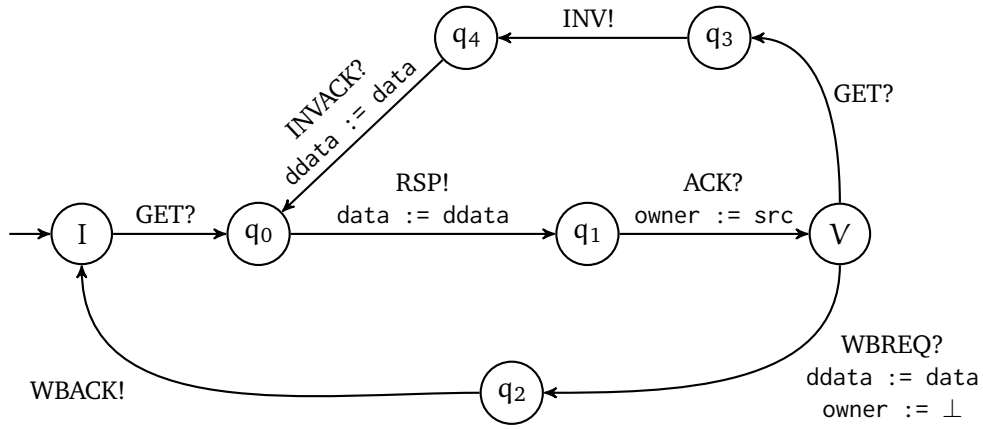 q₄
INV!
q₃
INVACK?
ddata := data
GET?
I
GET?
q₀
RSP!
data := ddata
q₁
ACK?
owner := src
V
WBACK!
q₂
WBREQ?
ddata := data
owner := ⊥